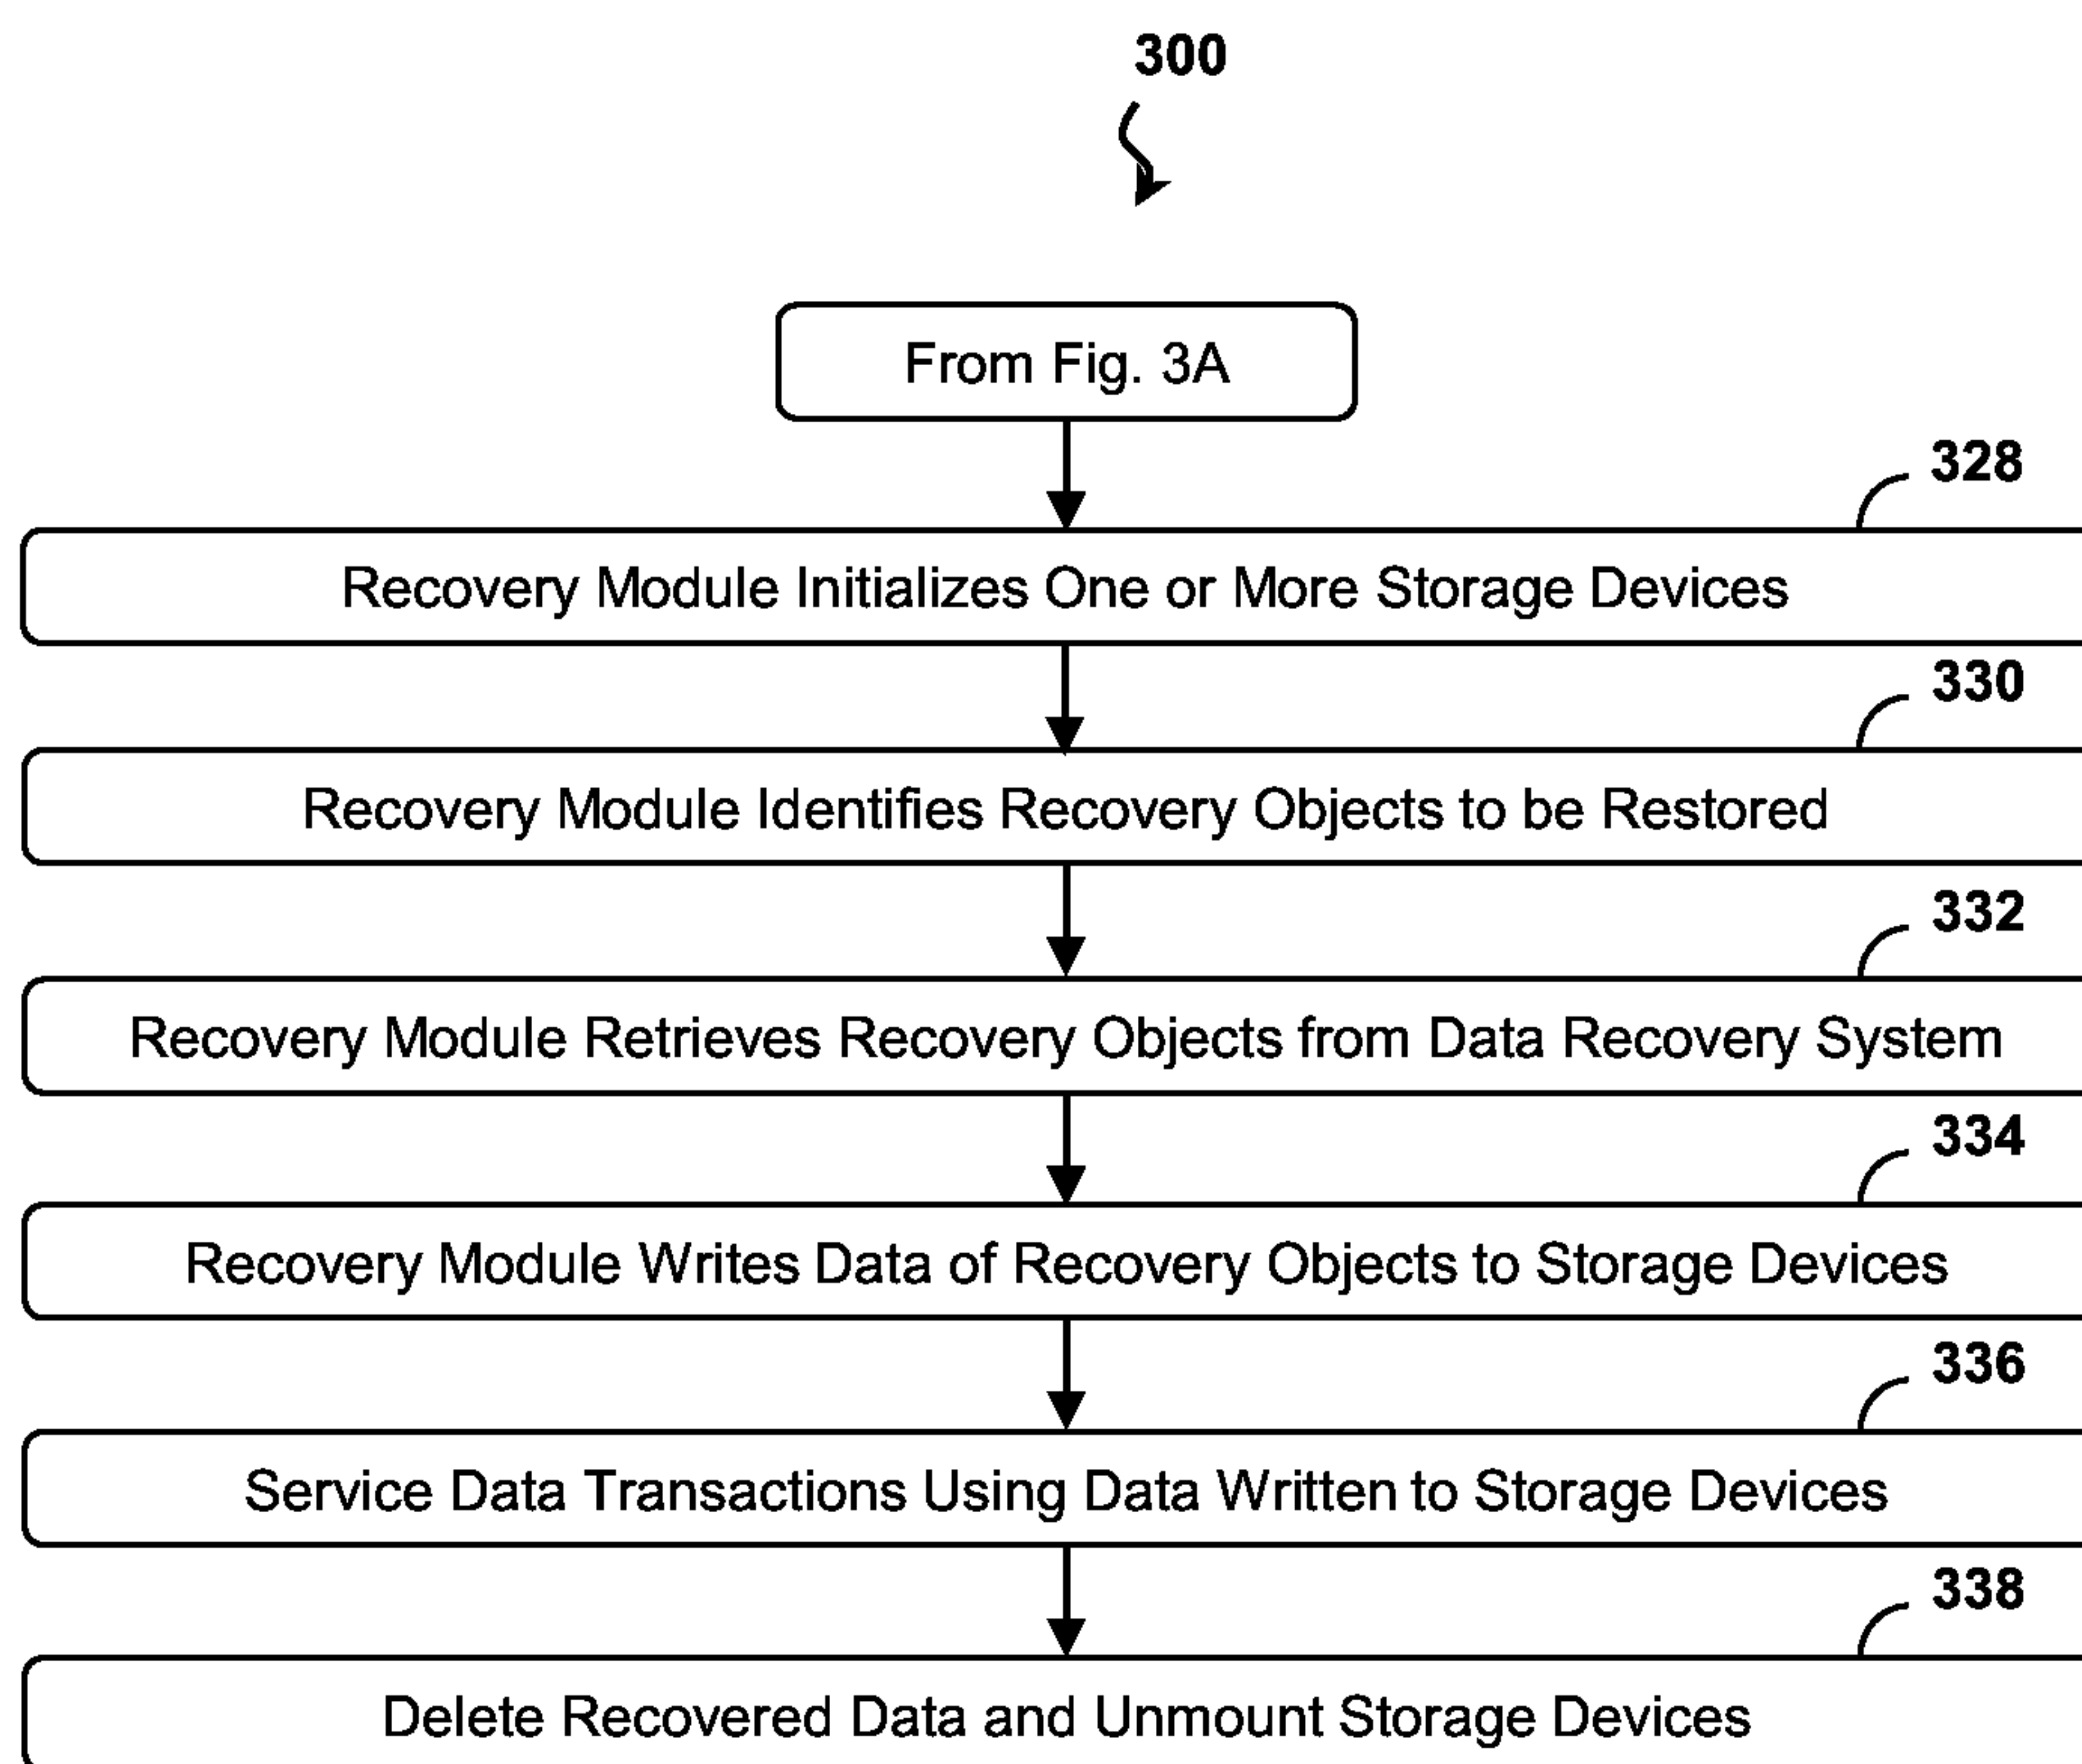 300
From Fig. 3A
328
Recovery Module Initializes One or More Storage Devices
330
Recovery Module Identifies Recovery Objects to be Restored
332
Recovery Module Retrieves Recovery Objects from Data Recovery System
334
Recovery Module Writes Data of Recovery Objects to Storage Devices
336
Service Data Transactions Using Data Written to Storage Devices
338
Delete Recovered Data and Unmount Storage Devices